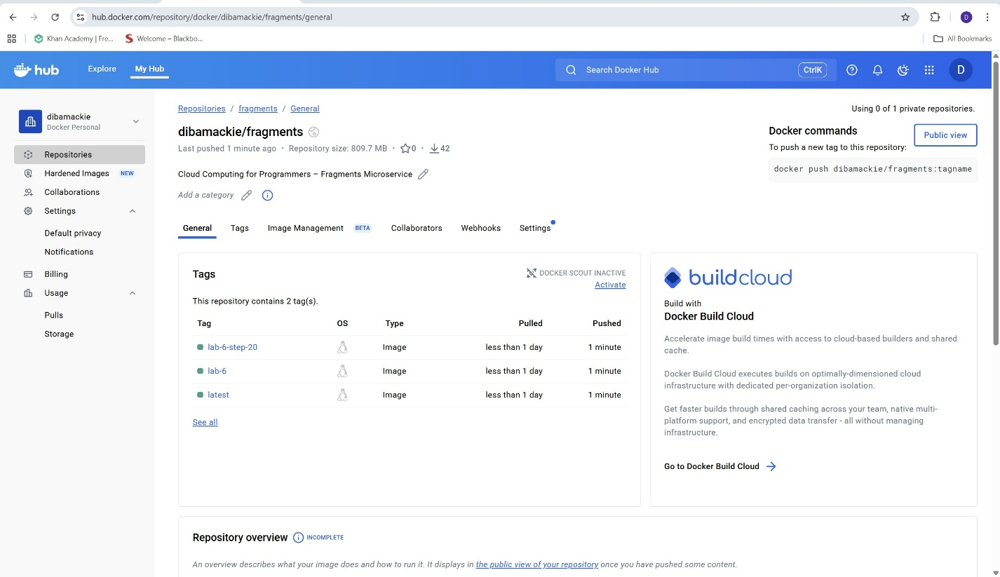 hub.docker.com/repository/docker/dibamackie/fragments/general
D
Khan Academy | Fre...
Welcome – Blackbo...
All Bookmarks
hub
Explore
My Hub
Search Docker Hub
CtrlK
D
dibamackie
Docker Personal
Repositories
Hardened Images NEW
Collaborations
Settings
Default privacy
Notifications
Billing
Usage
Pulls
Storage
Repositories / fragments / General
Using 0 of 1 private repositories.
dibamackie/fragments
Last pushed 1 minute ago • Repository size: 809.7 MB • 0 • 42
Cloud Computing for Programmers – Fragments Microservice
Add a category
Docker commands
Public view
To push a new tag to this repository:
docker push dibamackie/fragments:tagname
General
Tags
Image Management BETA
Collaborators
Webhooks
Settings
Tags
DOCKER SCOUT INACTIVE
Activate
This repository contains 2 tag(s).
Tag OS Type Pulled Pushed
lab-6-step-20 Image less than 1 day 1 minute
lab-6 Image less than 1 day 1 minute
latest Image less than 1 day 1 minute
See all
buildcloud
Build with
Docker Build Cloud
Accelerate image build times with access to cloud-based builders and shared
cache.
Docker Build Cloud executes builds on optimally-dimensioned cloud
infrastructure with dedicated per-organization isolation.
Get faster builds through shared caching across your team, native multi-
platform support, and encrypted data transfer - all without managing
infrastructure.
Go to Docker Build Cloud
Repository overview INCOMPLETE
An overview describes what your image does and how to run it. It displays in the public view of your repository once you have pushed some content.